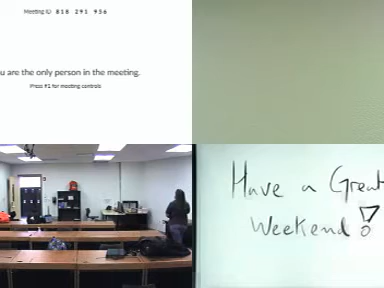 Meeting ID 818 291 936
u are the only person in the meeting.
Press #1 for meeting controls
Have a Great
Weekend!